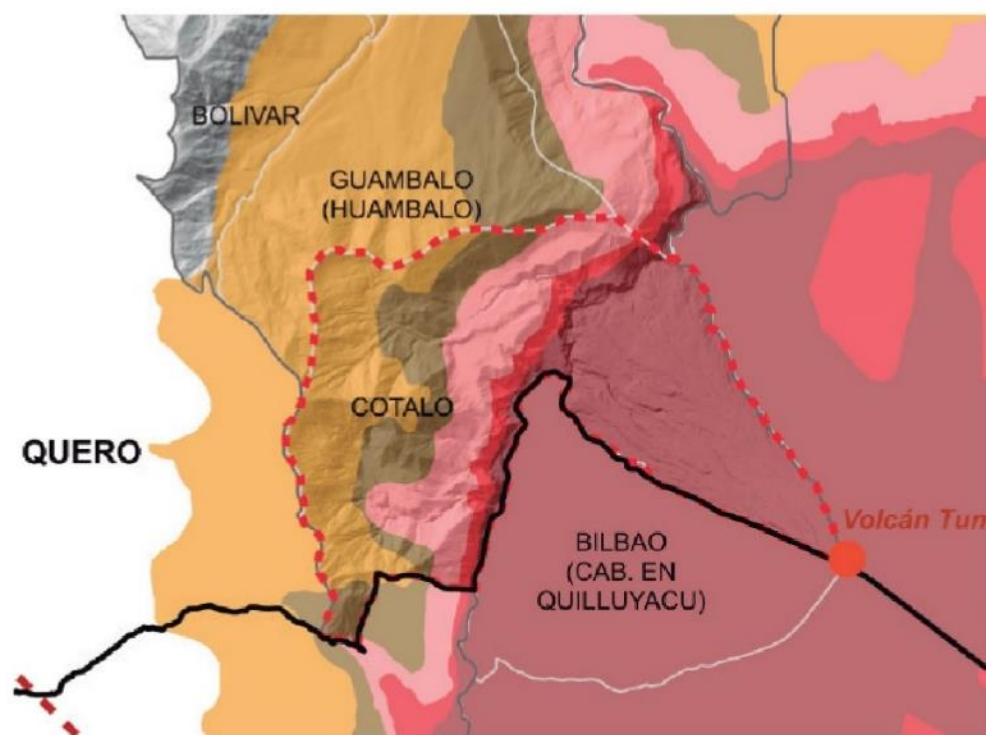 BOLIVAR
GUAMBALO
(HUAMBALO)
COTALO
QUERO
Volcán Tun
BILBAO
(CAB. EN
QUILLUYACU)